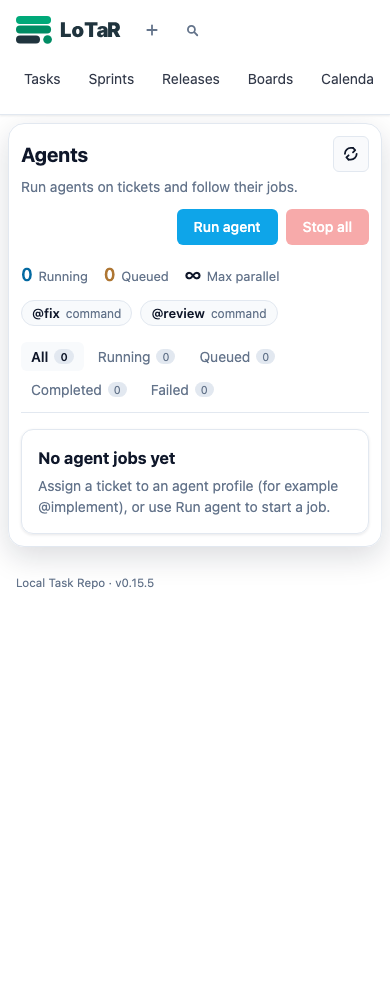 LoTaR
Tasks Sprints Releases Boards Calenda
Agents
Run agents on tickets and follow their jobs.
Run agent Stop all
0 Running 0 Queued ∞ Max parallel
@fix command @review command
All 0 Running 0 Queued 0
Completed 0 Failed 0
No agent jobs yet
Assign a ticket to an agent profile (for example
@implement), or use Run agent to start a job.
Local Task Repo · v0.15.5